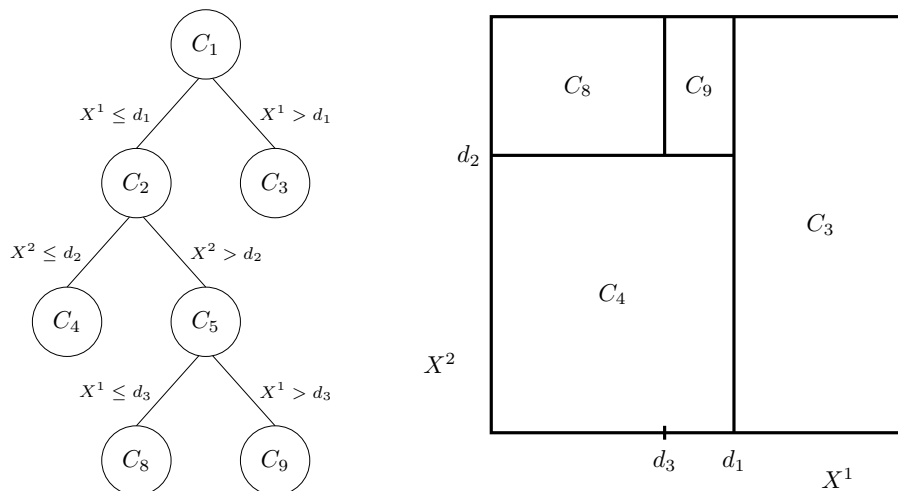 C₁
X¹ ≤ d₁
X¹ > d₁
C₂
C₃
X² ≤ d₂
X² > d₂
C₄
C₅
X¹ ≤ d₃
X¹ > d₃
C₈
C₉
C₈
C₉
d₂
C₃
C₄
X²
d₃
d₁
X¹